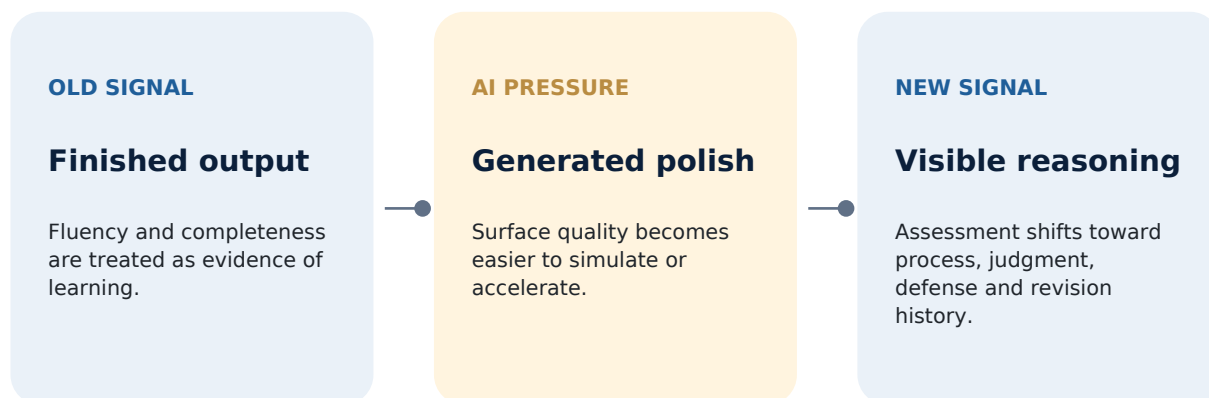 OLD SIGNAL
Finished output
Fluency and completeness
are treated as evidence of
learning.
AI PRESSURE
Generated polish
Surface quality becomes
easier to simulate or
accelerate.
NEW SIGNAL
Visible reasoning
Assessment shifts toward
process, judgment,
defense and revision
history.